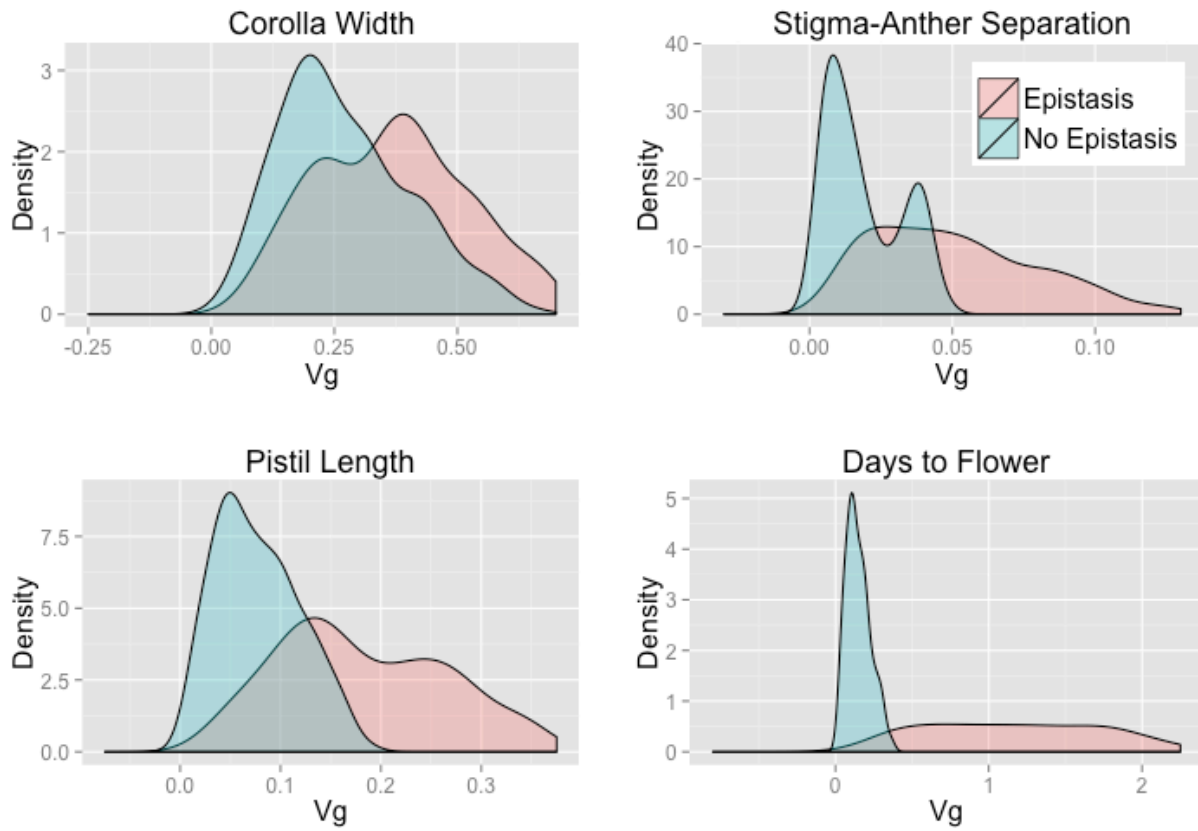 Corolla Width
Density
3
2
1
0
-0.25 0.00 0.25 0.50
Vg
Stigma-Anther Separation
Density
40
30
20
10
0
Epistasis
No Epistasis
0.00 0.05 0.10
Vg
Pistil Length
Density
7.5
5.0
2.5
0.0
0.0 0.1 0.2 0.3
Vg
Days to Flower
Density
5
4
3
2
1
0
0 1 2
Vg